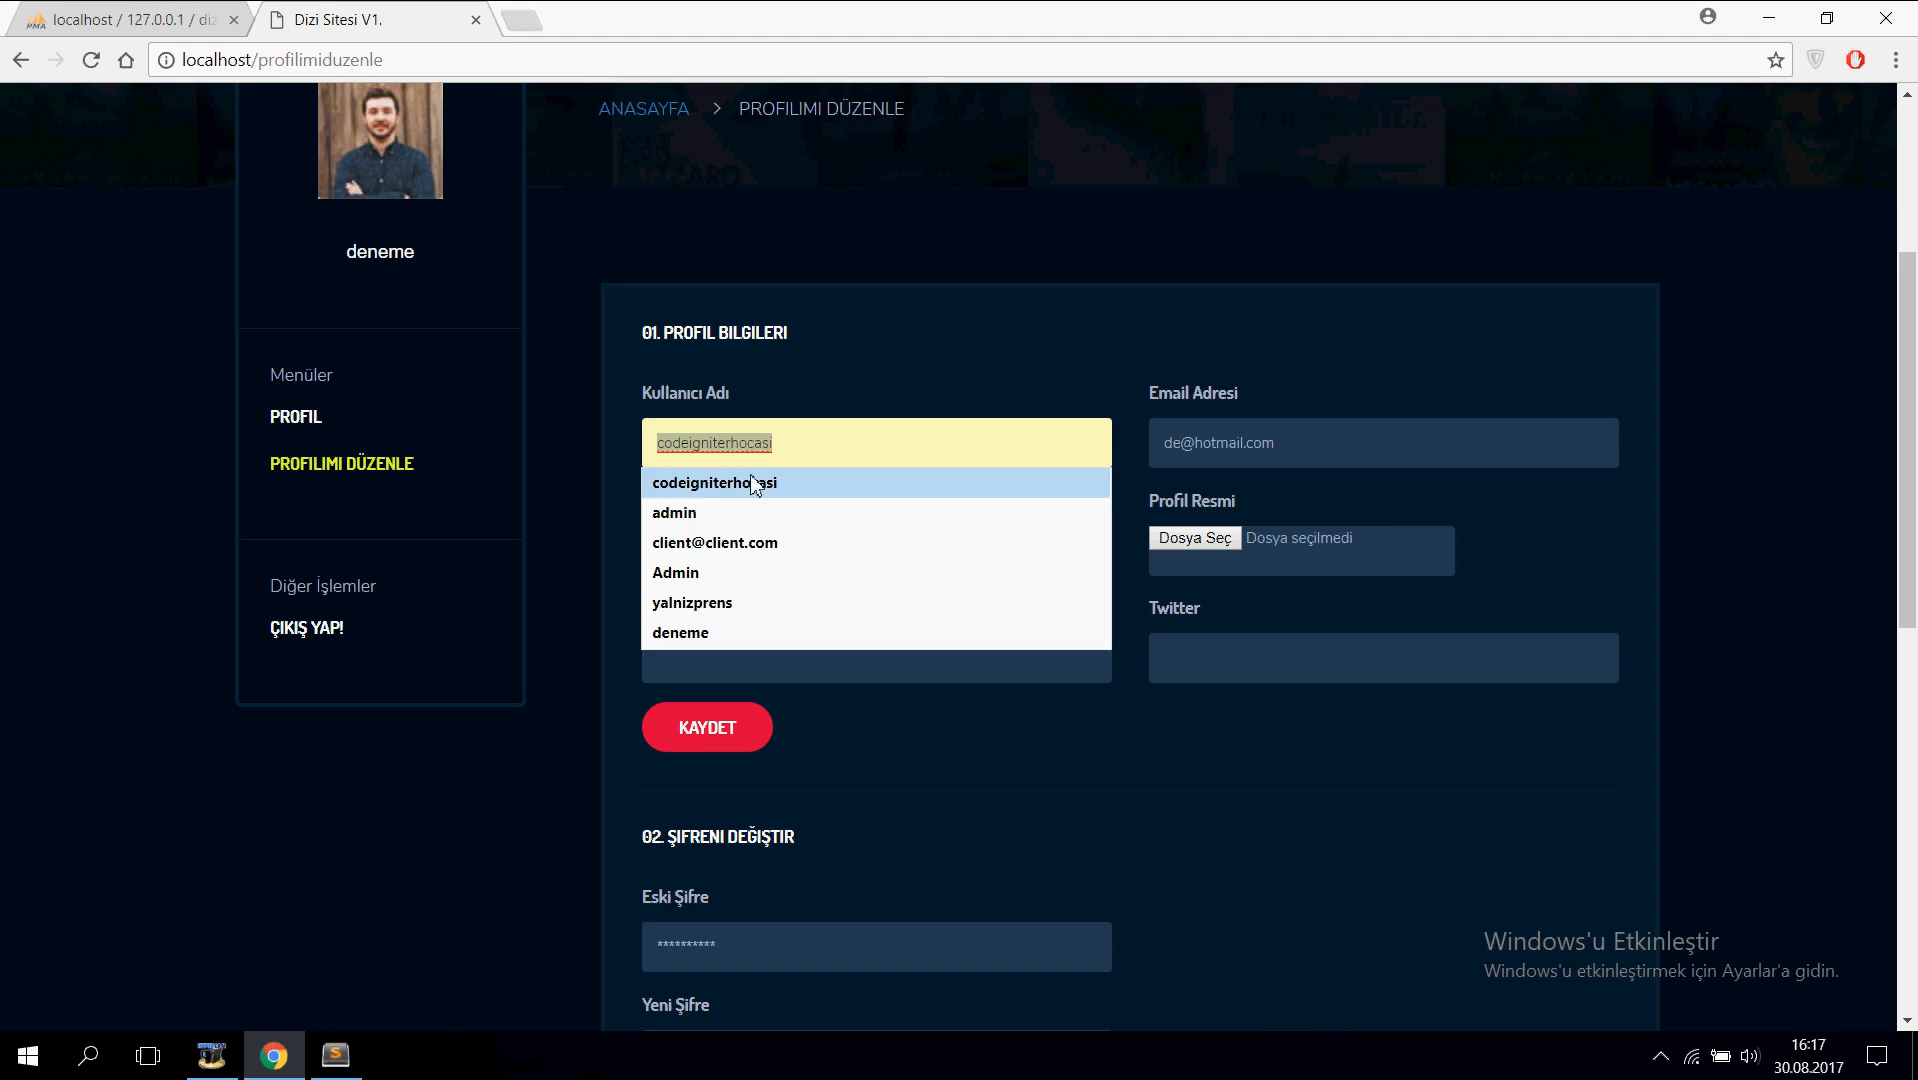 localhost / 127.0.0.1 / diz
Dizi Sitesi V1.
localhost/profilimiduzenle
ANASAYFA > PROFILIMI DÜZENLE
deneme
Menüler
PROFIL
PROFILIMI DÜZENLE
Diğer İşlemler
ÇIKIŞ YAP!
01. PROFIL BILGILERI
Kullanıcı Adı
codeigniterhocasi
codeigniterhocasi
admin
client@client.com
Admin
yalnizprens
deneme
Email Adresi
de@hotmail.com
Profil Resmi
Dosya Seç Dosya seçilmedi
Twitter
KAYDET
02. ŞIFRENI DEĞIŞTIR
Eski Şifre
**********
Yeni Şifre
Windows'u Etkinleştir
Windows'u etkinleştirmek için Ayarlar'a gidin.
16:17
30.08.2017